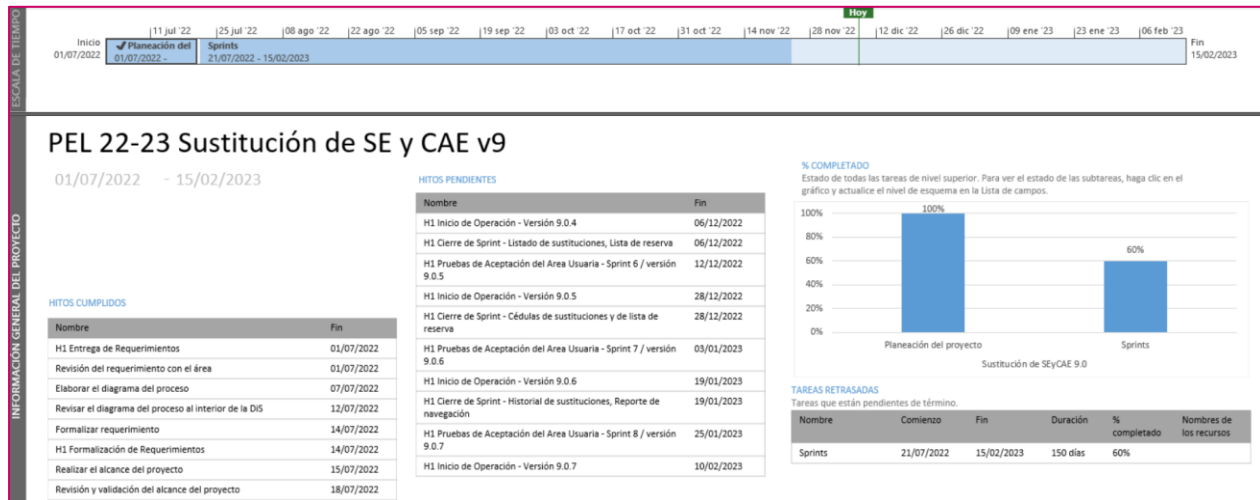 Hoy
11 jul '22 25 jul '22 08 ago '22 22 ago '22 05 sep '22 19 sep '22 03 oct '22 17 oct '22 31 oct '22 14 nov '22 28 nov '22 12 dic '22 26 dic '22 09 ene '23 23 ene '23 06 feb '23
Inicio
01/07/2022
Planeación del
01/07/2022 -
Sprints
21/07/2022 - 15/02/2023
Fin
15/02/2023
ESCALA DE TIEMPO
INFORMACIÓN GENERAL DEL PROYECTO
PEL 22-23 Sustitución de SE y CAE v9
01/07/2022 - 15/02/2023
HITOS CUMPLIDOS
Nombre Fin
H1 Entrega de Requerimientos 01/07/2022
Revisión del requerimiento con el área 01/07/2022
Elaborar el diagrama del proceso 07/07/2022
Revisar el diagrama del proceso al interior de la DiS 12/07/2022
Formalizar requerimiento 14/07/2022
H1 Formalización de Requerimientos 14/07/2022
Realizar el alcance del proyecto 15/07/2022
Revisión y validación del alcance del proyecto 18/07/2022
HITOS PENDIENTES
Nombre Fin
H1 Inicio de Operación - Versión 9.0.4 06/12/2022
H1 Cierre de Sprint - Listado de sustituciones, Lista de reserva 06/12/2022
H1 Pruebas de Aceptación del Area Usuaria - Sprint 6 / versión 12/12/2022
9.0.5
H1 Inicio de Operación - Versión 9.0.5 28/12/2022
H1 Cierre de Sprint - Cédulas de sustituciones y de lista de 28/12/2022
reserva
H1 Pruebas de Aceptación del Area Usuaria - Sprint 7 / versión 03/01/2023
9.0.6
H1 Inicio de Operación - Versión 9.0.6 19/01/2023
H1 Cierre de Sprint - Historial de sustituciones, Reporte de 19/01/2023
navegación
H1 Pruebas de Aceptación del Area Usuaria - Sprint 8 / versión 25/01/2023
9.0.7
H1 Inicio de Operación - Versión 9.0.7 10/02/2023
% COMPLETADO
Estado de todas las tareas de nivel superior. Para ver el estado de las subtareas, haga clic en el
gráfico y actualice el nivel de esquema en la Lista de campos.
100%
80%
60%
40%
20%
0%
100%
60%
Planeación del proyecto Sprints
Sustitución de SEyCAE 9.0
TAREAS RETRASADAS
Tareas que están pendientes de término.
Nombre Comienzo Fin Duración % Nombres de
completado los recursos
Sprints 21/07/2022 15/02/2023 150 días 60%